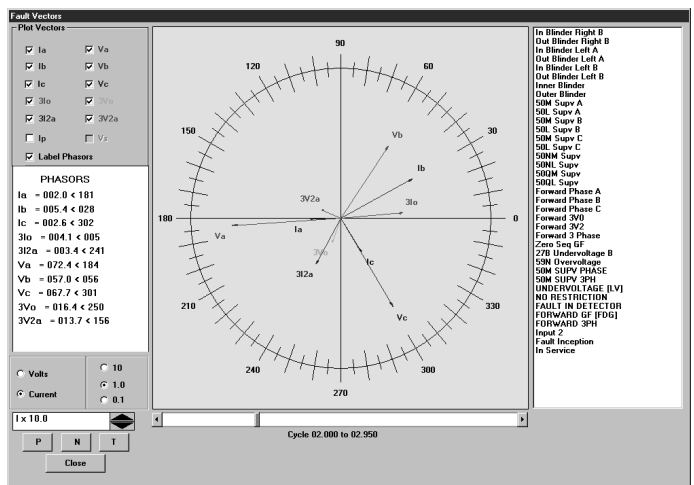 Fault Vectors
Plot Vectors
Ia
Va
Ib
Vb
Ic
Vc
3Io
3Vo
3I2a
3V2a
Ip
Vs
Label Phasors
PHASORS
Ia = 002.0 < 181
Ib = 005.4 < 028
Ic = 002.6 < 302
3Io = 004.1 < 005
3I2a = 003.4 < 241
Va = 072.4 < 184
Vb = 057.0 < 056
Vc = 067.7 < 301
3Vo = 016.4 < 250
3V2a = 013.7 < 156
Volts
Current
10
1.0
0.1
I x 10.0
P N T
Close
90
120
60
150
30
180
0
210
330
240
300
270
Vb
Ib
3V2a
3Io
Va
Ia
3Vo
Ic
3I2a
Vc
Cycle 02.000 to 02.950
In Blinder Right B
Out Blinder Right B
In Blinder Left A
Out Blinder Left A
In Blinder Left B
Out Blinder Left B
Inner Blinder
Outer Blinder
50M Supv A
50L Supv A
50M Supv B
50L Supv B
50M Supv C
50L Supv C
50NM Supv
50NL Supv
50QM Supv
50QL Supv
Forward Phase A
Forward Phase B
Forward Phase C
Forward 3V0
Forward 3V2
Forward 3 Phase
Zero Seq GF
27B Undervoltage B
59N Overvoltage
50M SUPV PHASE
50M SUPV 3PH
UNDERVOLTAGE [LV]
NO RESTRICTION
FAULT IN DETECTOR
FORWARD GF [FDG]
FORWARD 3PH
Input 2
Fault Inception
In Service